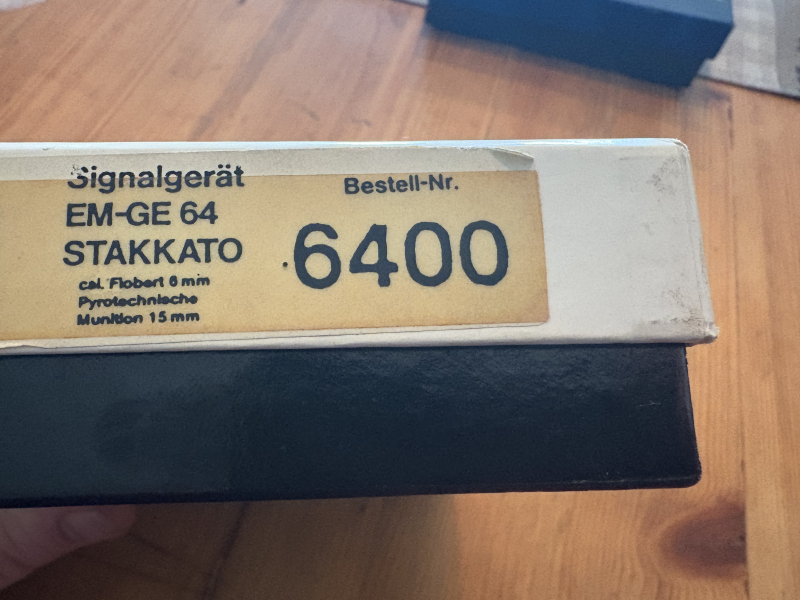 Signalgerät
EM-GE 64
STAKKATO
cal. Flobert 6 mm
Pyrotechnische
Munition 15 mm
Bestell-Nr.
6400